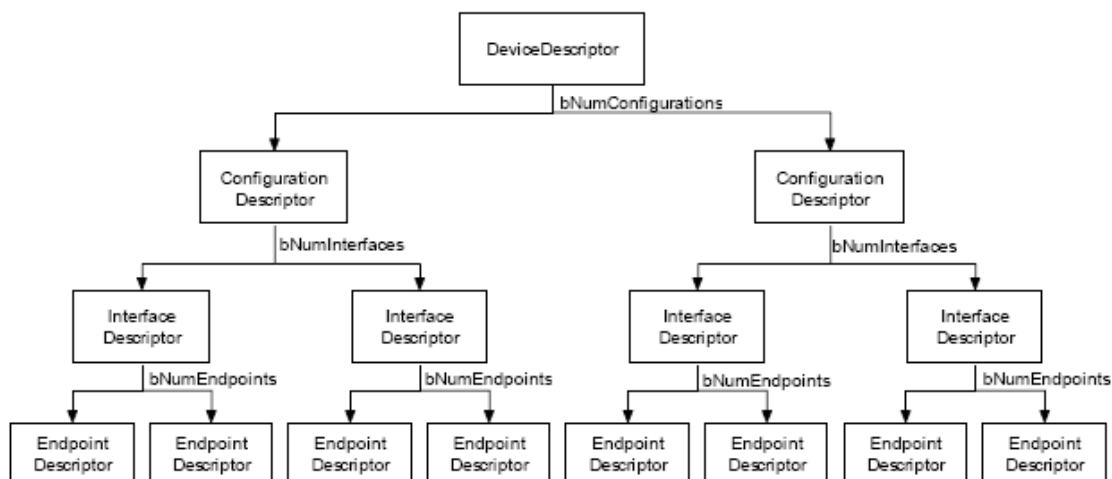 DeviceDescriptor
bNumConfigurations
Configuration
Descriptor
Configuration
Descriptor
bNumInterfaces
bNumInterfaces
Interface
Descriptor
Interface
Descriptor
Interface
Descriptor
Interface
Descriptor
bNumEndpoints
bNumEndpoints
bNumEndpoints
bNumEndpoints
Endpoint
Descriptor
Endpoint
Descriptor
Endpoint
Descriptor
Endpoint
Descriptor
Endpoint
Descriptor
Endpoint
Descriptor
Endpoint
Descriptor
Endpoint
Descriptor